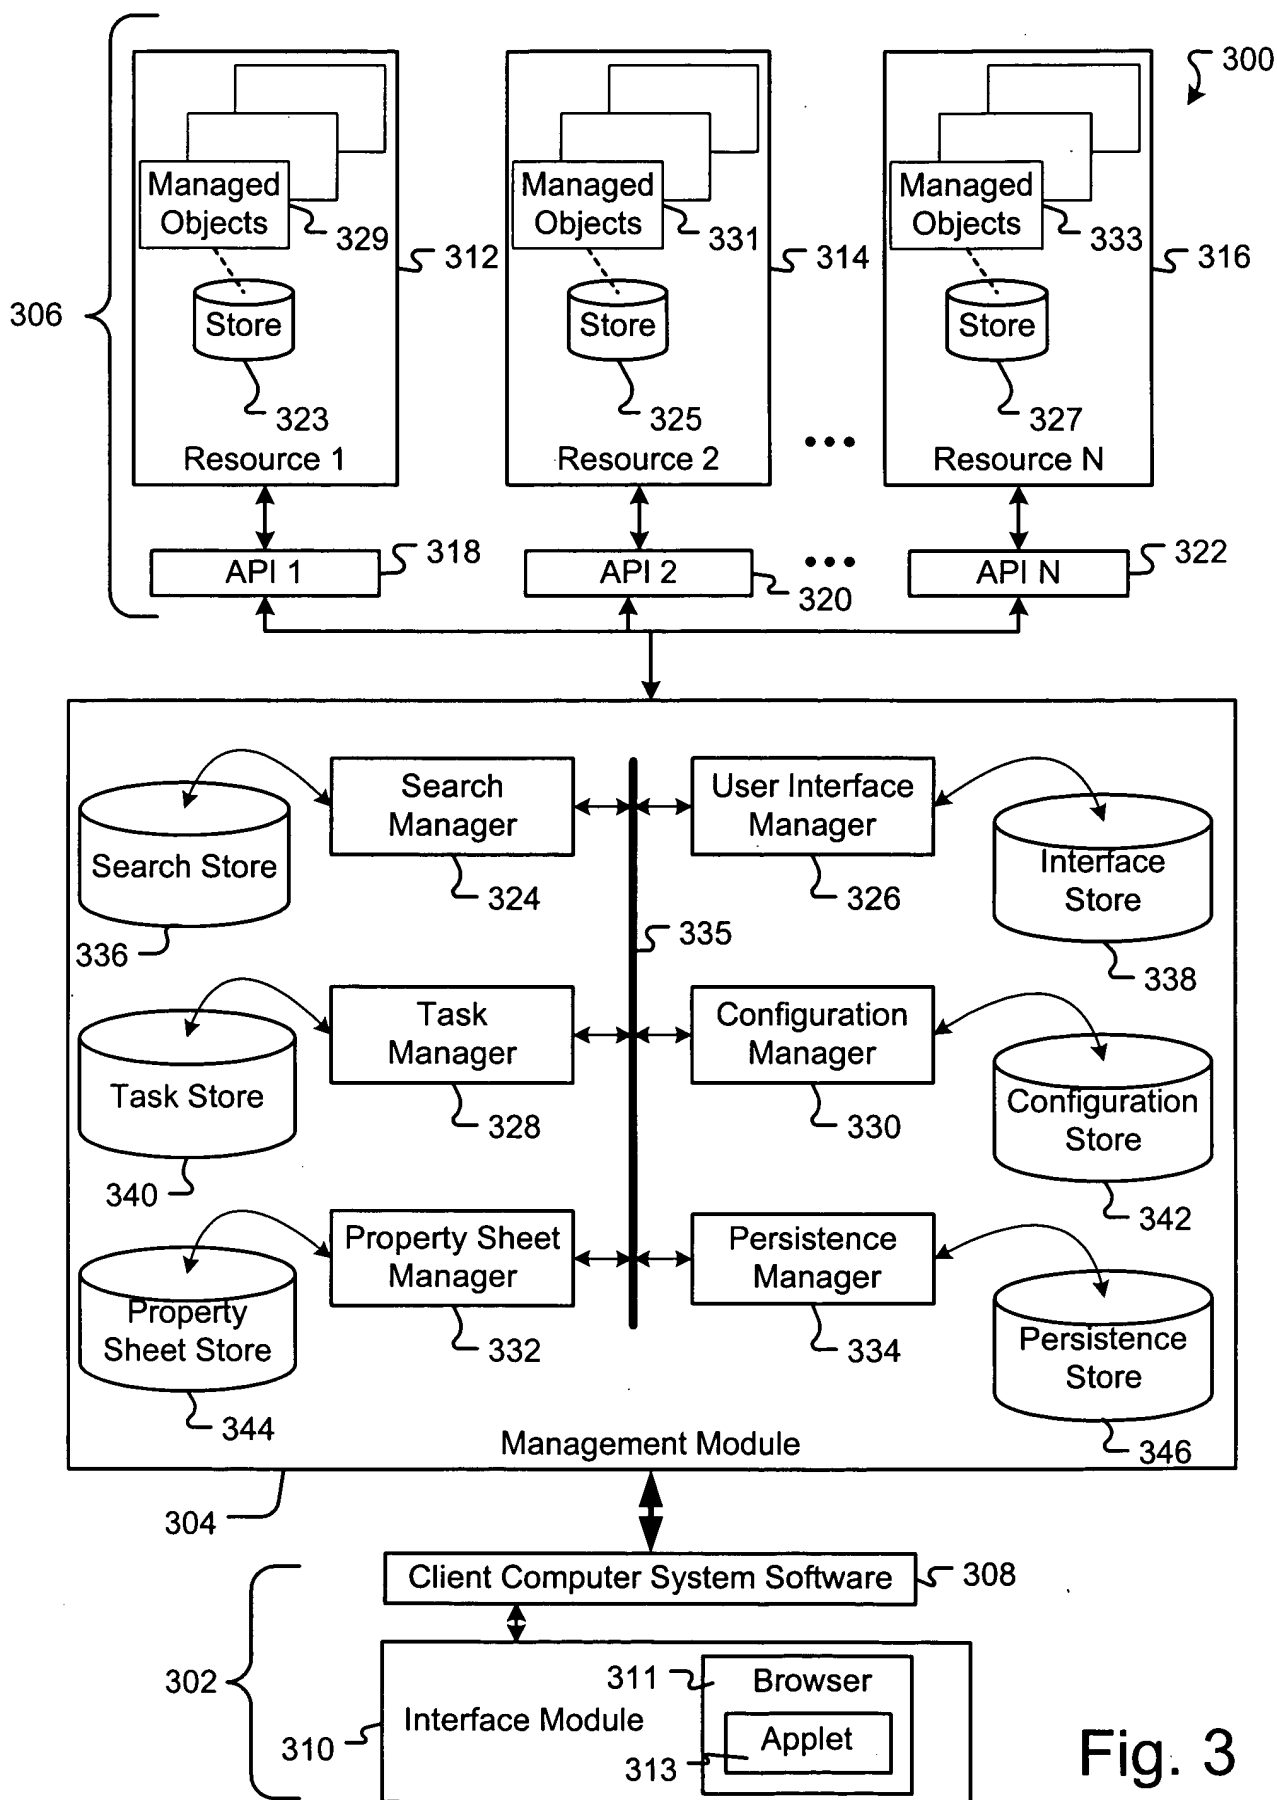 300
Managed
Objects
329
312
Store
323
Resource 1
Managed
Objects
331
314
Store
325
Resource 2
•••
Managed
Objects
333
316
Store
327
Resource N
306
API 1
318
API 2
320
•••
API N
322
Search
Manager
324
User Interface
Manager
326
Search Store
336
Interface
Store
338
335
Task
Manager
328
Configuration
Manager
330
Task Store
340
Configuration
Store
342
Property Sheet
Manager
332
Persistence
Manager
334
Property
Sheet Store
344
Persistence
Store
346
Management Module
304
Client Computer System Software
308
302
Interface Module
310
311
Browser
Applet
313
Fig. 3